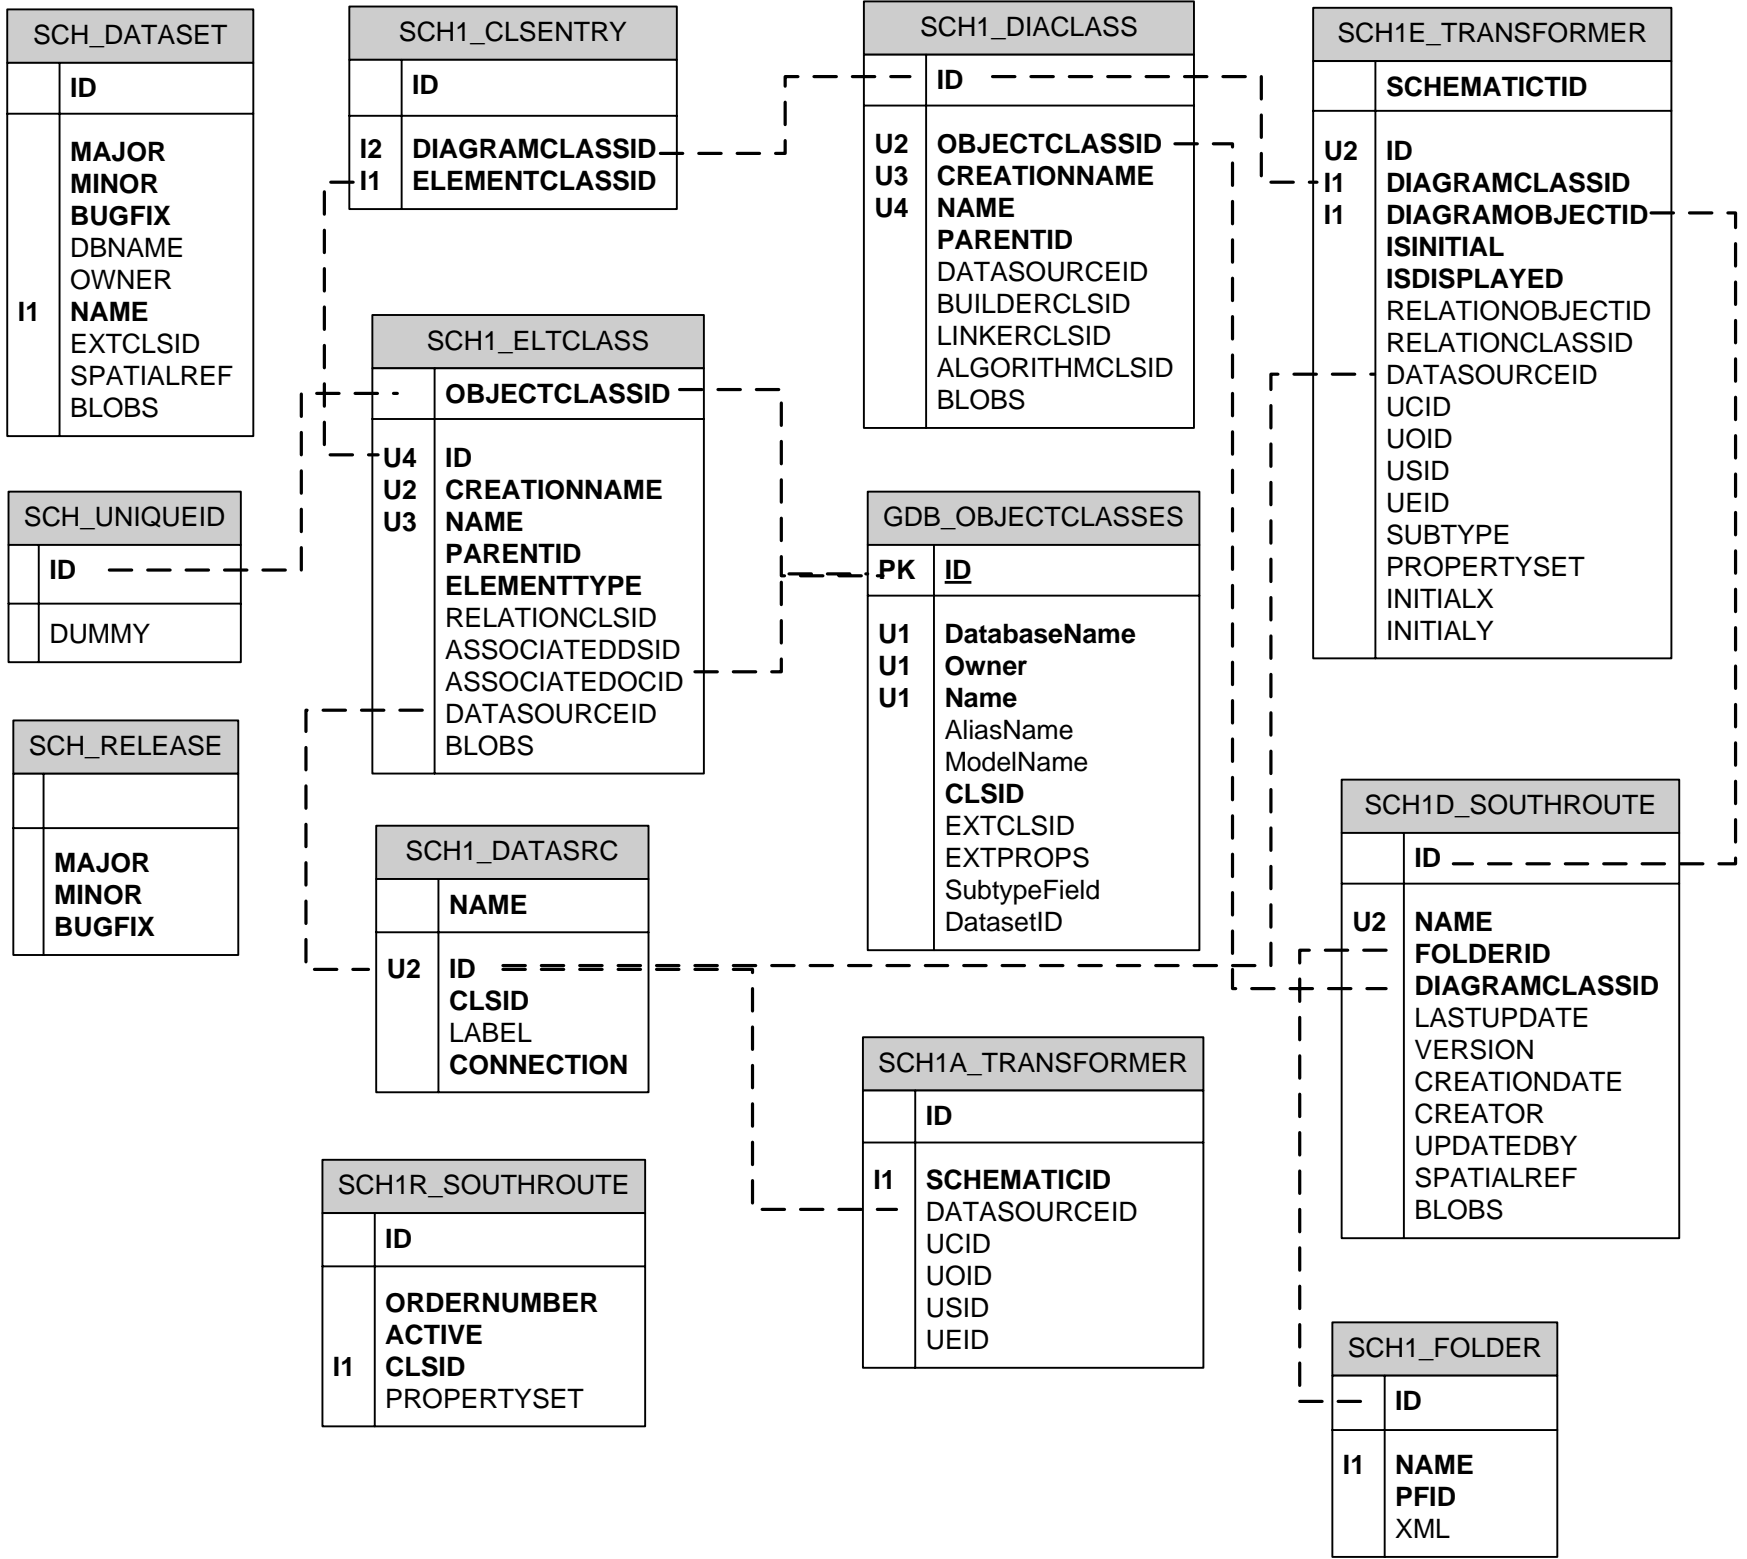 SCH_DATASET
ID
MAJOR
MINOR
BUGFIX
DBNAME
OWNER
I1 NAME
EXTCLSID
SPATIALREF
BLOBS
SCH_UNIQUEID
ID
DUMMY
SCH_RELEASE
MAJOR
MINOR
BUGFIX
SCH1_CLSENTRY
ID
I2 DIAGRAMCLASSID
I1 ELEMENTCLASSID
SCH1_ELTCLASS
OBJECTCLASSID
U4 ID
U2 CREATIONNAME
U3 NAME
PARENTID
ELEMENTTYPE
RELATIONCLSID
ASSOCIATEDDSID
ASSOCIATEDOCID
DATASOURCEID
BLOBS
SCH1_DATASRC
NAME
U2 ID
CLSID
LABEL
CONNECTION
SCH1R_SOUTHROUTE
ID
ORDERNUMBER
ACTIVE
I1 CLSID
PROPERTYSET
SCH1_DIACLASS
ID
U2 OBJECTCLASSID
U3 CREATIONNAME
U4 NAME
PARENTID
DATASOURCEID
BUILDERCLSID
LINKERCLSID
ALGORITHMCLSID
BLOBS
GDB_OBJECTCLASSES
PK ID
U1 DatabaseName
U1 Owner
U1 Name
AliasName
ModelName
CLSID
EXTCLSID
EXTPROPS
SubtypeField
DatasetID
SCH1A_TRANSFORMER
ID
I1 SCHEMATICID
DATASOURCEID
UCID
UOID
USID
UEID
SCH1E_TRANSFORMER
SCHEMATICTID
U2 ID
I1 DIAGRAMCLASSID
I1 DIAGRAMOBJECTID
ISINITIAL
ISDISPLAYED
RELATIONOBJECTID
RELATIONCLASSID
DATASOURCEID
UCID
UOID
USID
UEID
SUBTYPE
PROPERTYSET
INITIALX
INITIALY
SCH1D_SOUTHROUTE
ID
U2 NAME
FOLDERID
DIAGRAMCLASSID
LASTUPDATE
VERSION
CREATIONDATE
CREATOR
UPDATEDBY
SPATIALREF
BLOBS
SCH1_FOLDER
ID
I1 NAME
PFID
XML